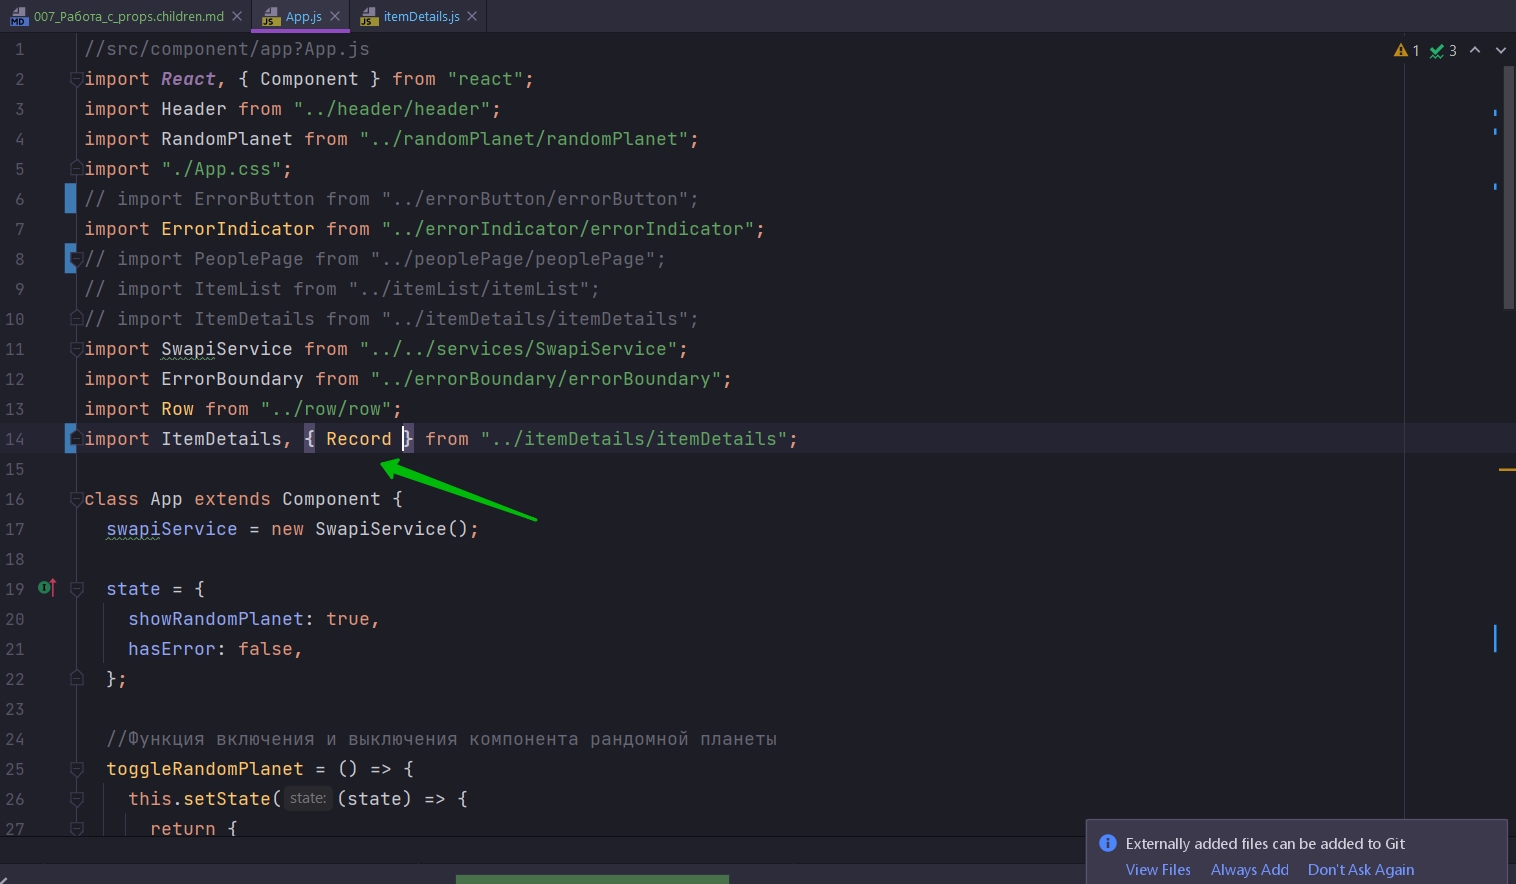 007_Работа_с_props.children.md
App.js
itemDetails.js
1 //src/component/app?App.js
2 import React, { Component } from "react";
3 import Header from "../header/header";
4 import RandomPlanet from "../randomPlanet/randomPlanet";
5 import "./App.css";
6 // import ErrorButton from "../errorButton/errorButton";
7 import ErrorIndicator from "../errorIndicator/errorIndicator";
8 // import PeoplePage from "../peoplePage/peoplePage";
9 // import ItemList from "../itemList/itemList";
10 // import ItemDetails from "../itemDetails/itemDetails";
11 import SwapiService from "../../services/SwapiService";
12 import ErrorBoundary from "../errorBoundary/errorBoundary";
13 import Row from "../row/row";
14 import ItemDetails, { Record } from "../itemDetails/itemDetails";
15
16 class App extends Component {
17 swapiService = new SwapiService();
18
19 state = {
20 showRandomPlanet: true,
21 hasError: false,
22 };
23
24 //Функция включения и выключения компонента рандомной планеты
25 toggleRandomPlanet = () => {
26 this.setState( state: (state) => {
27 return {
1 3
Externally added files can be added to Git
View Files Always Add Don't Ask Again